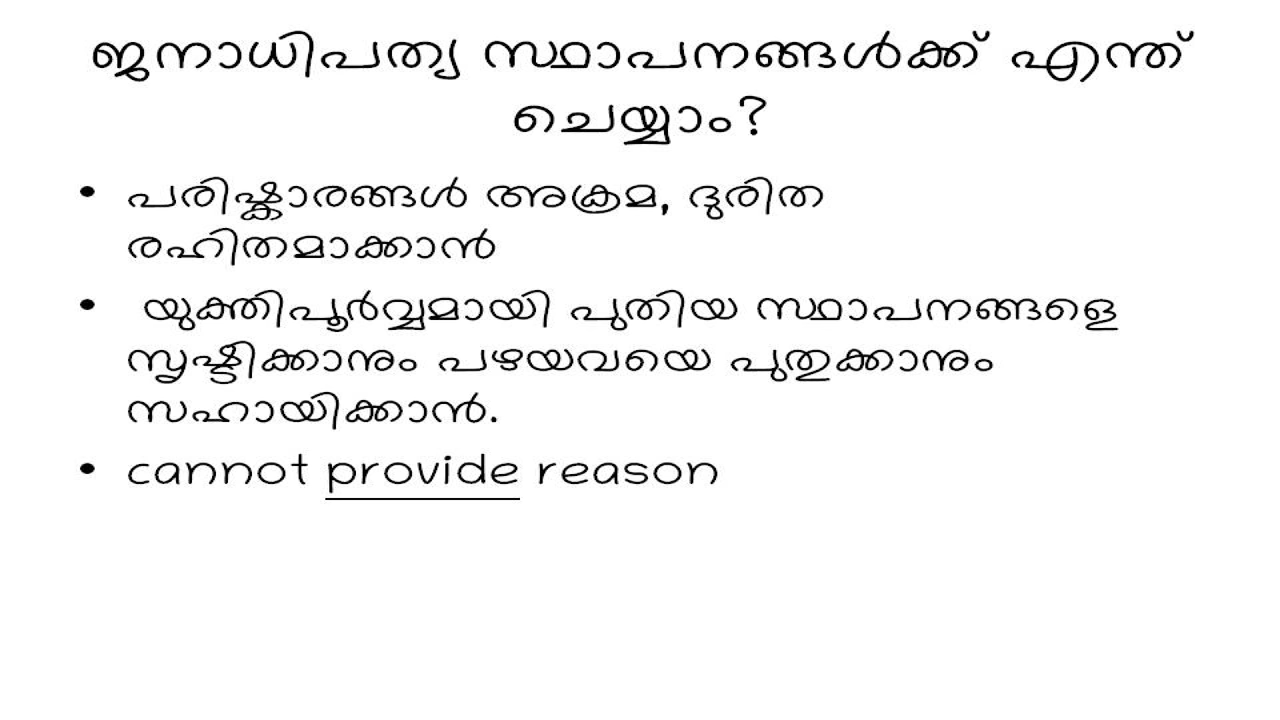 ജനാധിപത്യ സ്ഥാപനങ്ങൾക്ക് എന്ത്
ചെയ്യാം?
• പരിഷ്കാരങ്ങൾ അക്രമ, ദുരിത
രഹിതമാക്കാൻ
• യുക്തിപൂർവ്വമായി പുതിയ സ്ഥാപനങ്ങളെ
സൃഷ്ടിക്കാനും പഴയവയെ പുതുക്കാനും
സഹായിക്കാൻ.
• cannot provide reason